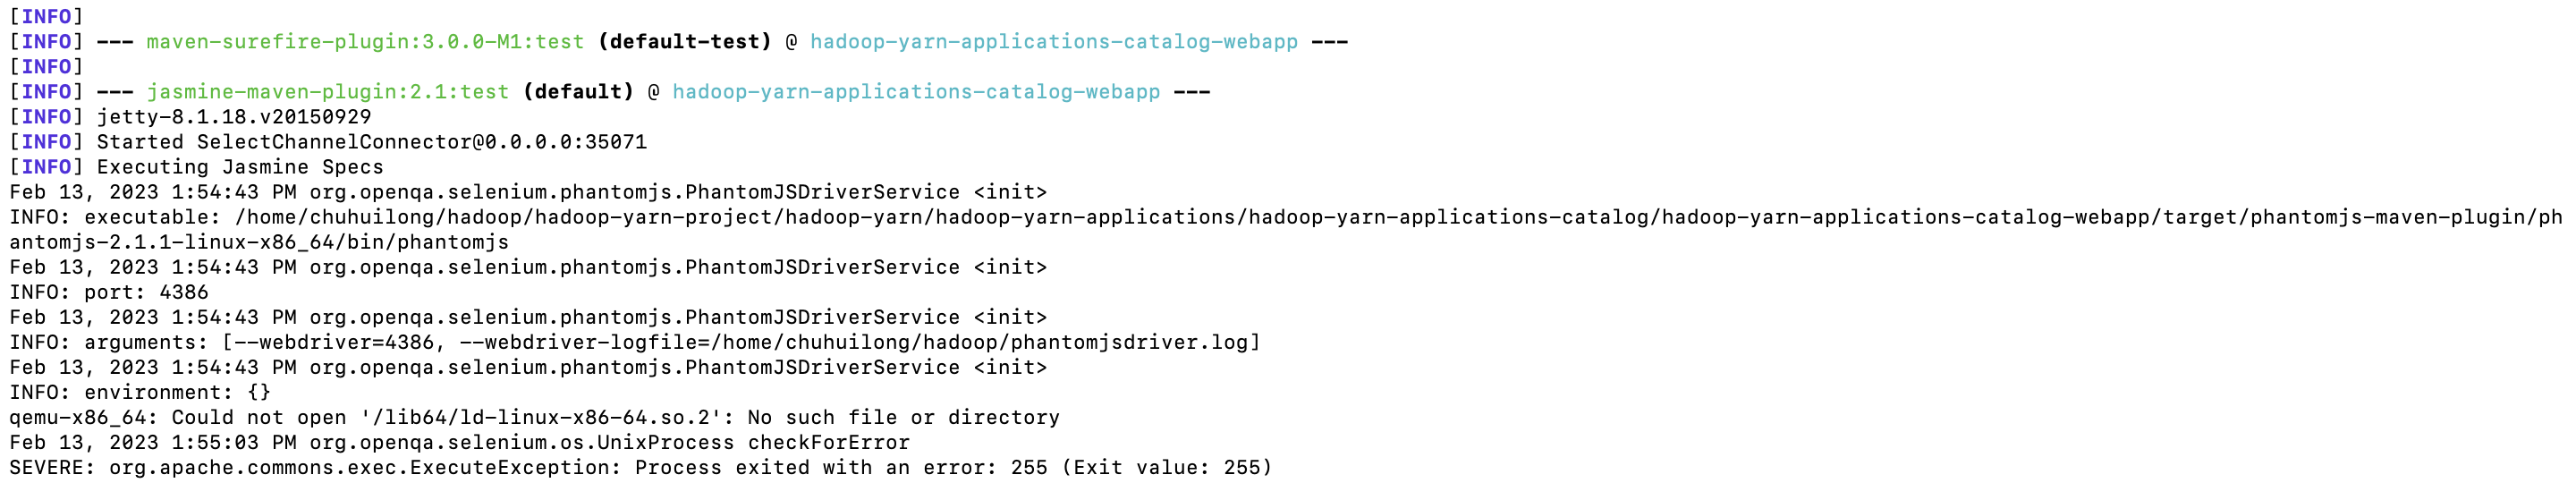 [INFO]
[INFO] --- maven-surefire-plugin:3.0.0-M1:test (default-test) @ hadoop-yarn-applications-catalog-webapp ---
[INFO]
[INFO] --- jasmine-maven-plugin:2.1:test (default) @ hadoop-yarn-applications-catalog-webapp ---
[INFO] jetty-8.1.18.v20150929
[INFO] Started SelectChannelConnector@0.0.0.0:35071
[INFO] Executing Jasmine Specs
Feb 13, 2023 1:54:43 PM org.openqa.selenium.phantomjs.PhantomJSDriverService <init>
INFO: executable: /home/chuhuilong/hadoop/hadoop-yarn-project/hadoop-yarn/hadoop-yarn-applications/hadoop-yarn-applications-catalog/hadoop-yarn-applications-catalog-webapp/target/phantomjs-maven-plugin/ph
antomjs-2.1.1-linux-x86_64/bin/phantomjs
Feb 13, 2023 1:54:43 PM org.openqa.selenium.phantomjs.PhantomJSDriverService <init>
INFO: port: 4386
Feb 13, 2023 1:54:43 PM org.openqa.selenium.phantomjs.PhantomJSDriverService <init>
INFO: arguments: [--webdriver=4386, --webdriver-logfile=/home/chuhuilong/hadoop/phantomjsdriver.log]
Feb 13, 2023 1:54:43 PM org.openqa.selenium.phantomjs.PhantomJSDriverService <init>
INFO: environment: {}
qemu-x86_64: Could not open '/lib64/ld-linux-x86-64.so.2': No such file or directory
Feb 13, 2023 1:55:03 PM org.openqa.selenium.os.UnixProcess checkForError
SEVERE: org.apache.commons.exec.ExecuteException: Process exited with an error: 255 (Exit value: 255)